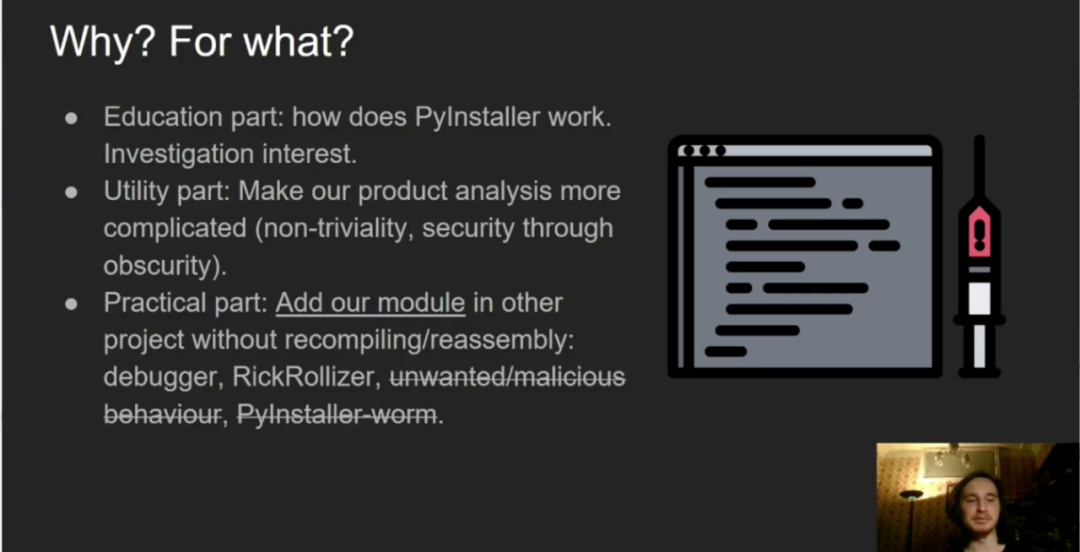 Why? For what?
● Education part: how does PyInstaller work.
Investigation interest.
● Utility part: Make our product analysis more
complicated (non-triviality, security through
obscurity).
● Practical part: Add our module in other
project without recompiling/reassembly:
debugger, RickRollizer, unwanted/malicious
behaviour, PyInstaller-worm.